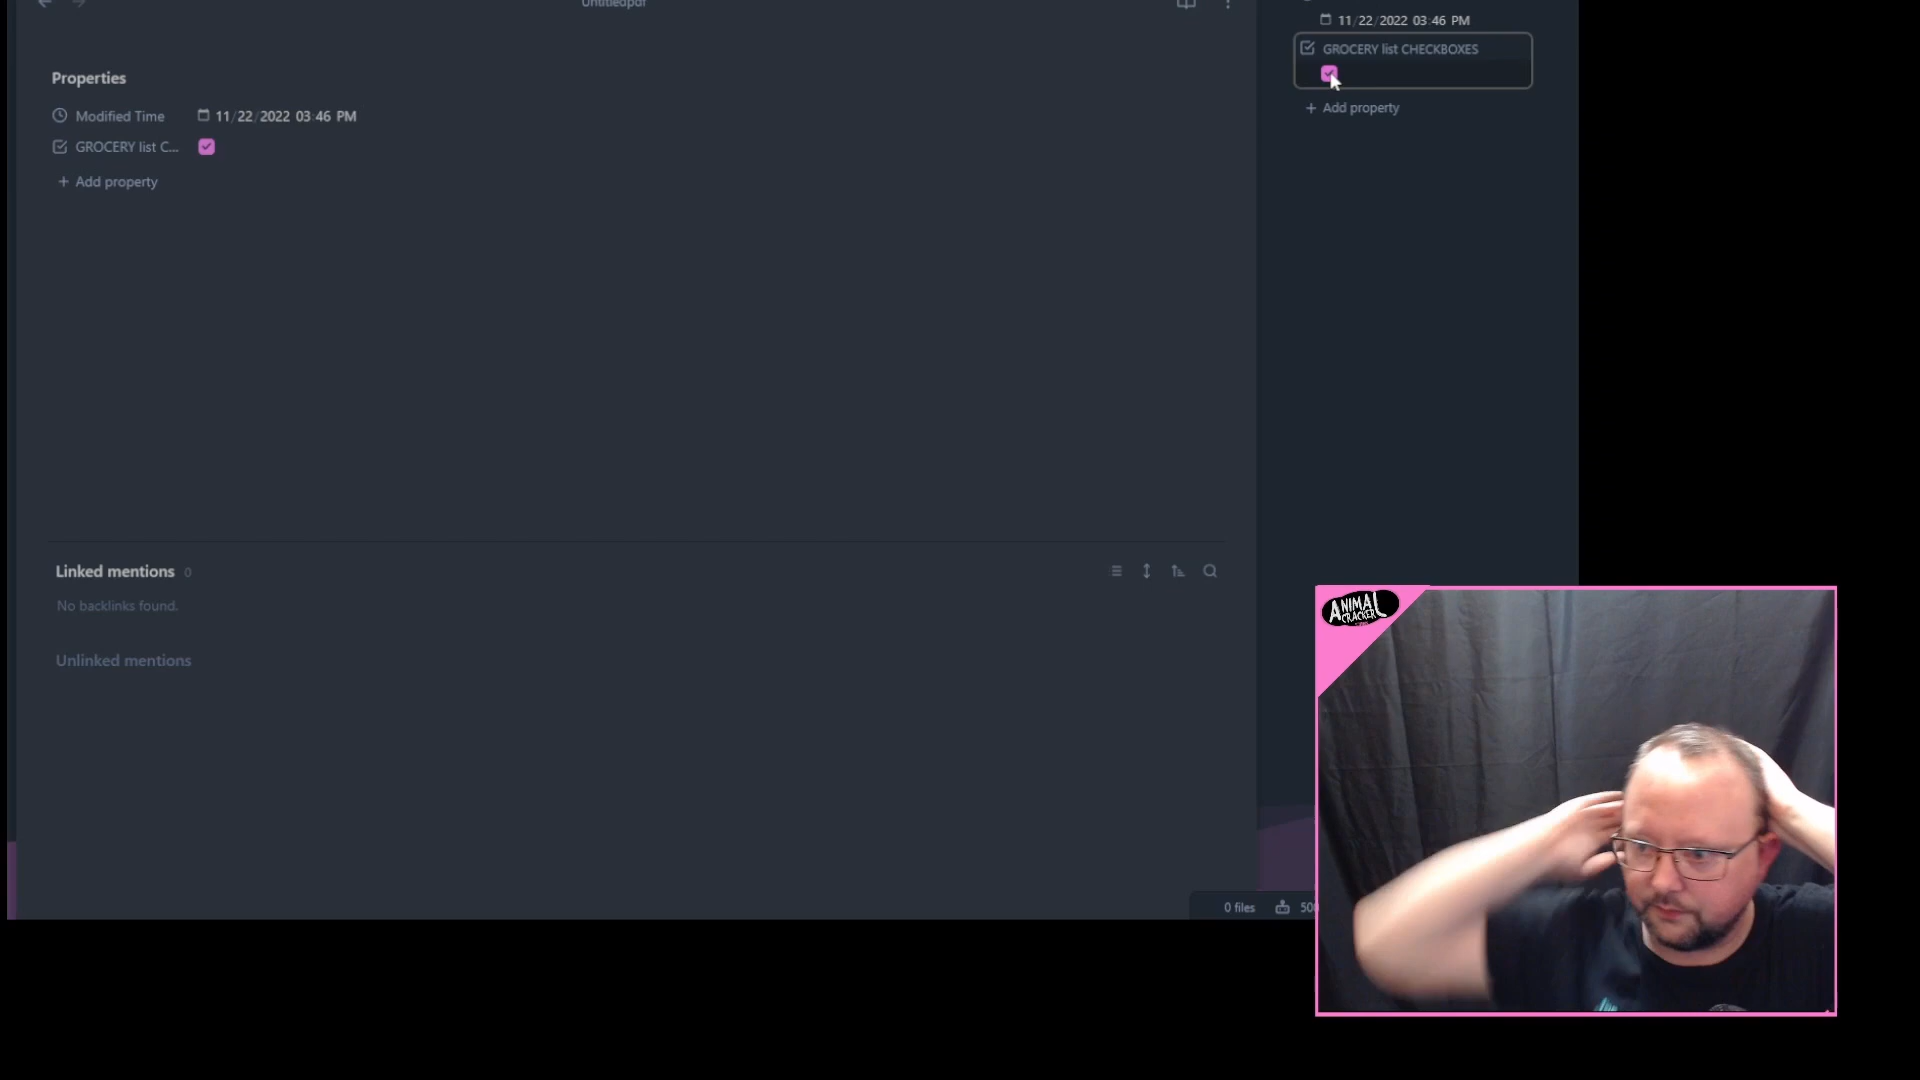 Untitledpdf
Properties
Modified Time 11/22/2022 03:46 PM
GROCERY list C...
+ Add property
Linked mentions 0
No backlinks found.
Unlinked mentions
0 files
11/22/2022 03:46 PM
GROCERY list CHECKBOXES
+ Add property
ANIMAL
CRACKER